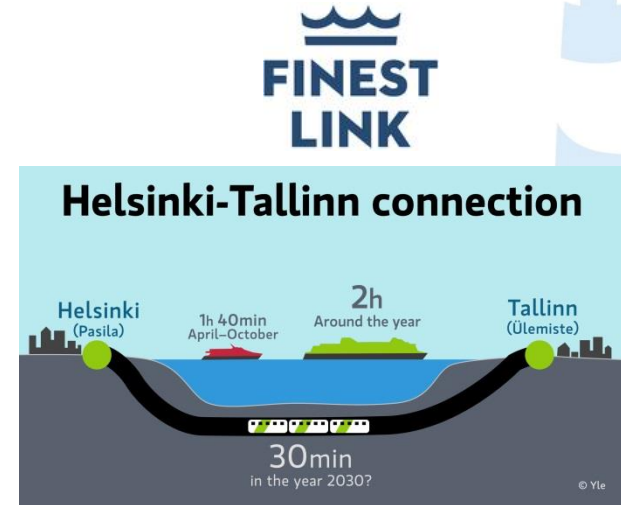 FINEST
LINK
Helsinki-Tallinn connection
Helsinki
(Pasila)
1h 40min
April–October
2h
Around the year
Tallinn
(Ülemiste)
30min
in the year 2030?
© Yle